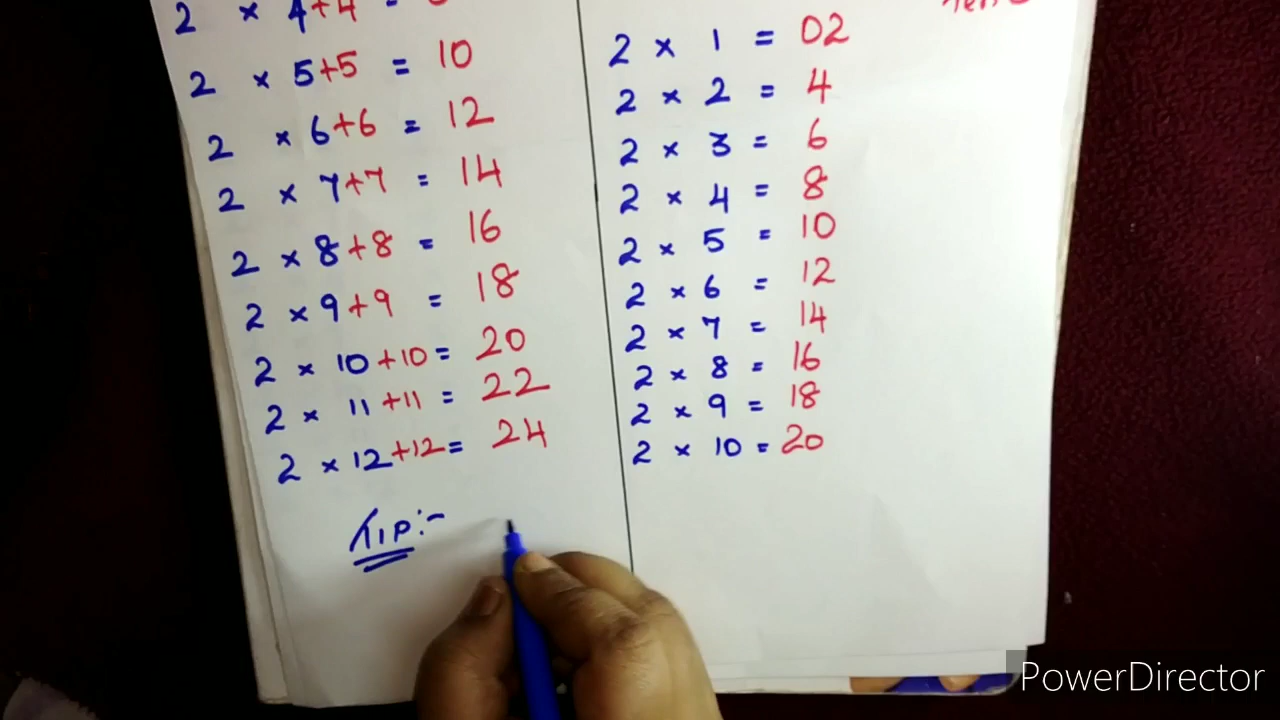 2 × 4+4 =
2 × 5+5 = 10
2 × 6+6 = 12
2 × 7+7 = 14
2 × 8+8 = 16
2 × 9+9 = 18
2 × 10+10 = 20
2 × 11+11 = 22
2 × 12+12= 24
TIP:-
2 × 1 = 02
2 × 2 = 4
2 × 3 = 6
2 × 4 = 8
2 × 5 = 10
2 × 6 = 12
2 × 7 = 14
2 × 8 = 16
2 × 9 = 18
2 × 10 = 20
PowerDirector